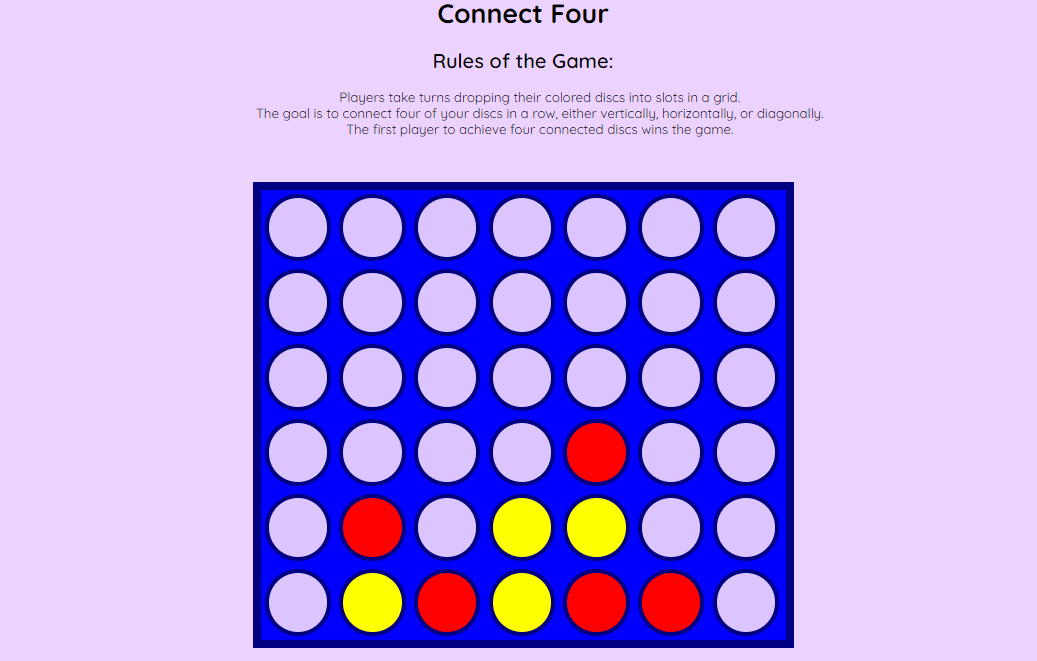 Connect Four
Rules of the Game:
Players take turns dropping their colored discs into slots in a grid.
The goal is to connect four of your discs in a row, either vertically, horizontally, or diagonally.
The first player to achieve four connected discs wins the game.